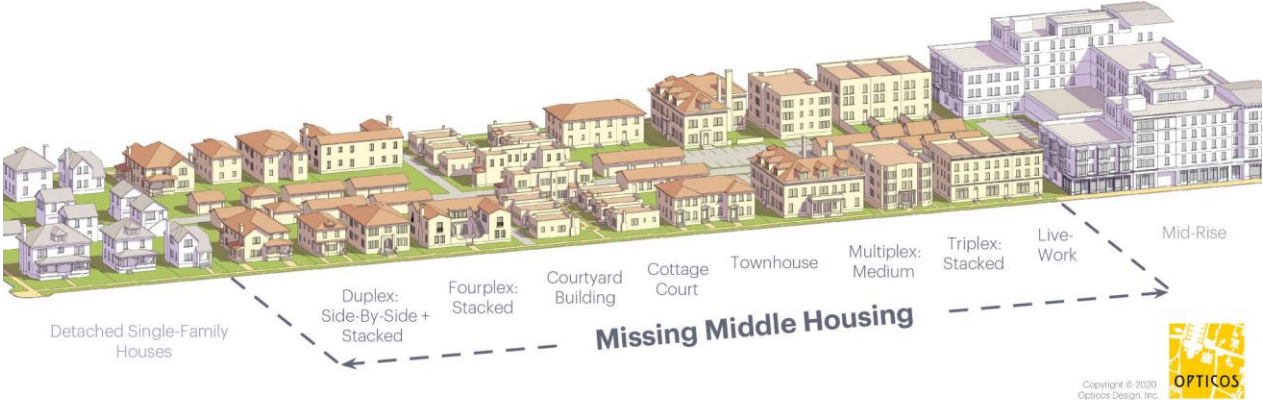 Detached Single-Family
Houses
Duplex:
Side-By-Side +
Stacked
Fourplex:
Stacked
Courtyard
Building
Cottage
Court
Townhouse
Multiplex:
Medium
Triplex:
Stacked
Live-
Work
Mid-Rise
Missing Middle Housing
Copyright © 2020
Opticos Design, Inc.
OPTICOS